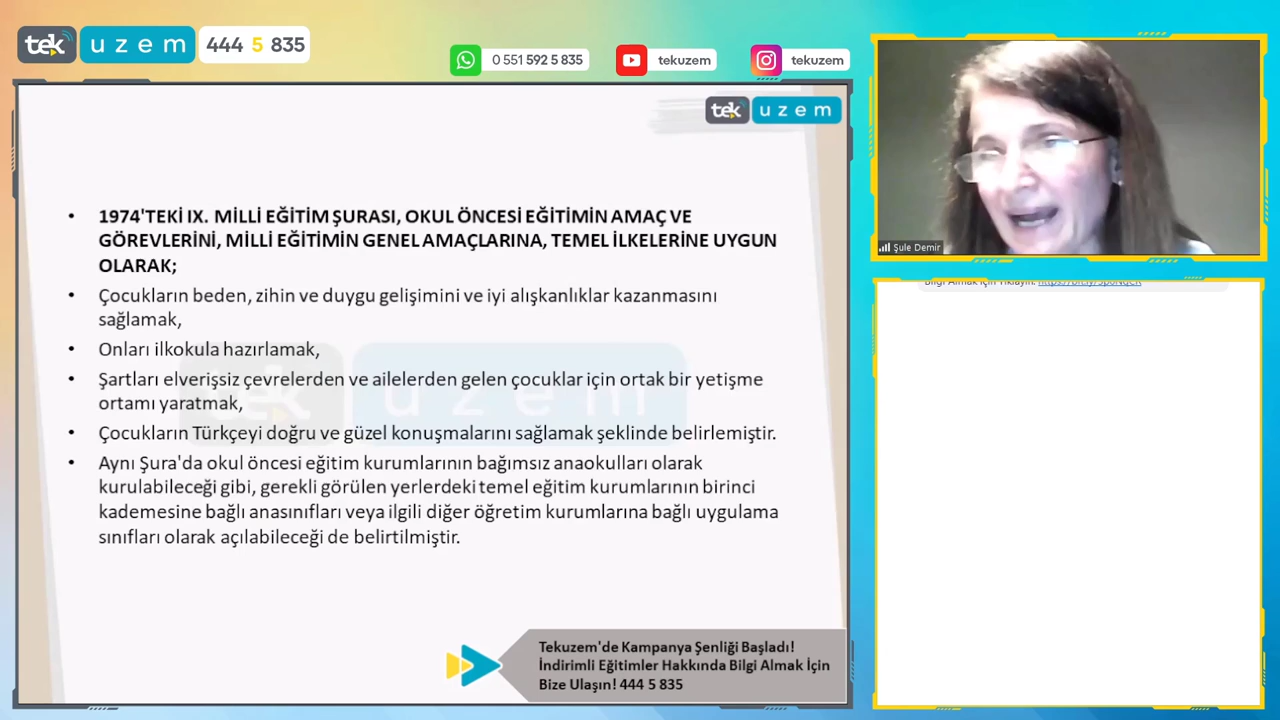 tek uzem 444 5 835
0 551 592 5 835
tekuzem
tekuzem
tek uzem
• 1974'TEKİ IX. MİLLİ EĞİTİM ŞURASI, OKUL ÖNCESİ EĞİTİMİN AMAÇ VE
GÖREVLERİNİ, MİLLİ EĞİTİMİN GENEL AMAÇLARINA, TEMEL İLKELERİNE UYGUN
OLARAK;
• Çocukların beden, zihin ve duygu gelişimini ve iyi alışkanlıklar kazanmasını
sağlamak,
• Onları ilkokula hazırlamak,
• Şartları elverişsiz çevrelerden ve ailelerden gelen çocuklar için ortak bir yetişme
ortamı yaratmak,
• Çocukların Türkçeyi doğru ve güzel konuşmalarını sağlamak şeklinde belirlemiştir.
• Aynı Şura'da okul öncesi eğitim kurumlarının bağımsız anaokulları olarak
kurulabileceği gibi, gerekli görülen yerlerdeki temel eğitim kurumlarının birinci
kademesine bağlı anasınıfları veya ilgili diğer öğretim kurumlarına bağlı uygulama
sınıfları olarak açılabileceği de belirtilmiştir.
tek uzem
Tekuzem'de Kampanya Şenliği Başladı!
İndirimli Eğitimler Hakkında Bilgi Almak İçin
Bize Ulaşın! 444 5 835
Şule Demir
Bilgi Almak İçin Tıklayın: